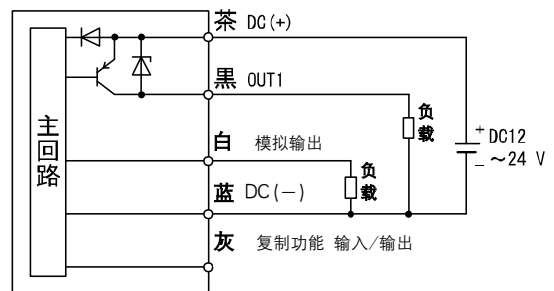 茶 DC(+)
黒 OUT1
主回路
白 模拟输出
负载
负载
+ DC12
- ～24 V
蓝 DC(－)
灰 复制功能 输入/输出